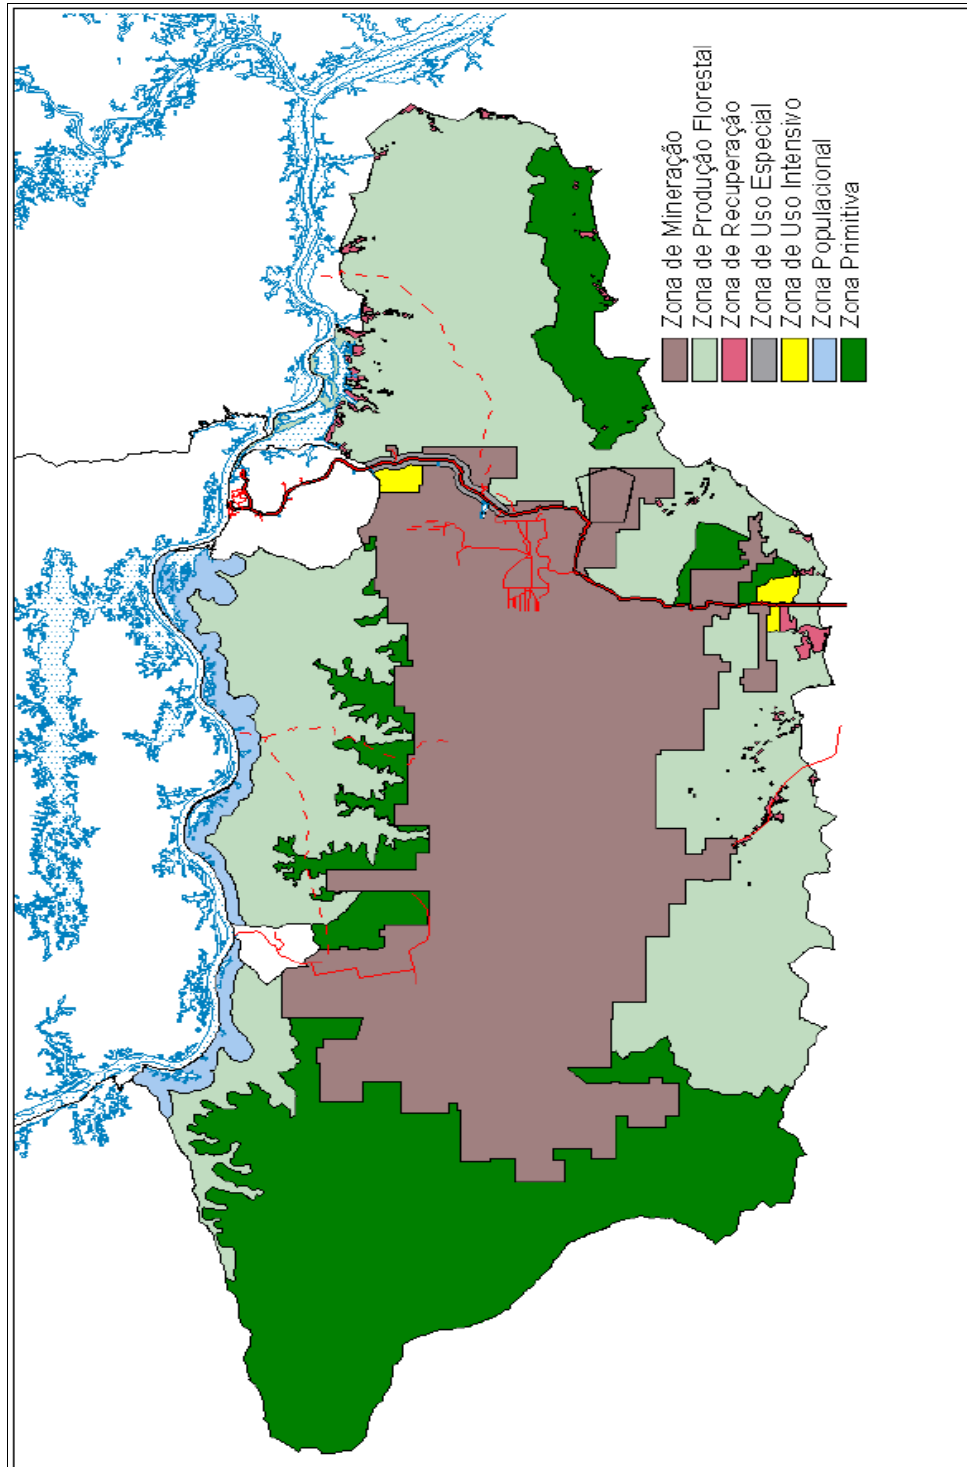 Zona de Mineração
Zona de Produção Florestal
Zona de Recuperação
Zona de Uso Especial
Zona de Uso Intensivo
Zona Populacional
Zona Primitiva